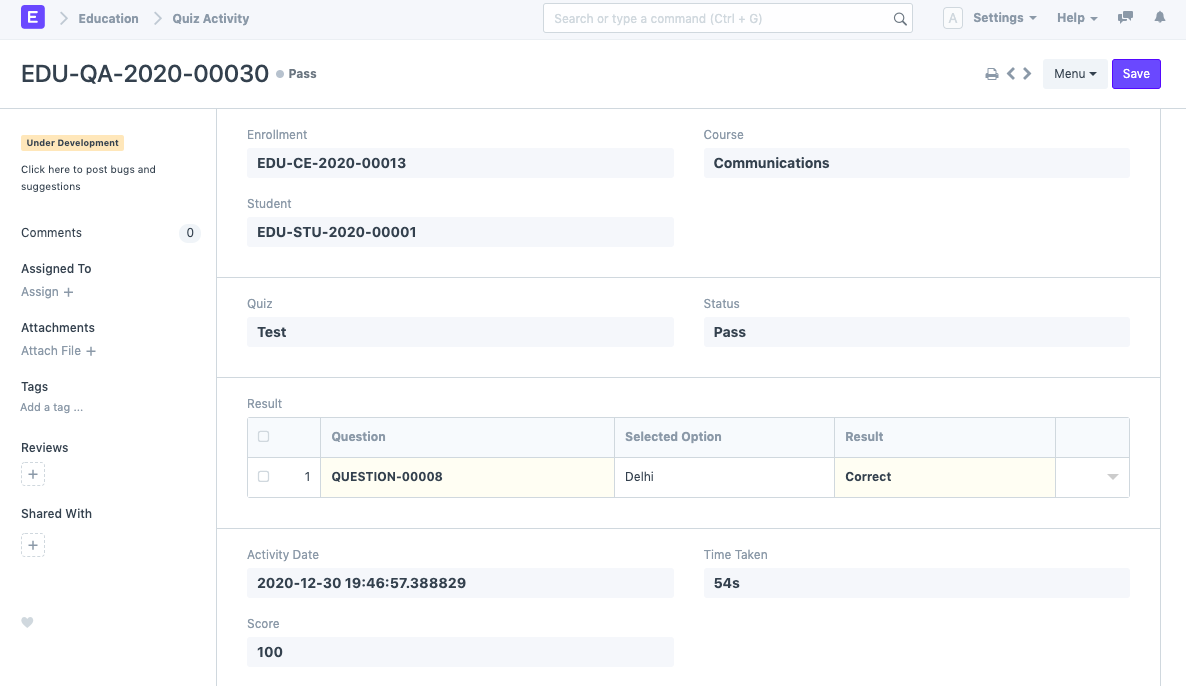 E Education Quiz Activity Search or type a command (Ctrl + G) A Settings Help
EDU-QA-2020-00030 Pass Menu Save
Under Development
Click here to post bugs and
suggestions
Comments 0
Assigned To
Assign +
Attachments
Attach File +
Tags
Add a tag ...
Reviews
+
Shared With
+
Enrollment Course
EDU-CE-2020-00013 Communications
Student
EDU-STU-2020-00001
Quiz Status
Test Pass
Result
Question Selected Option Result
1 QUESTION-00008 Delhi Correct
Activity Date Time Taken
2020-12-30 19:46:57.388829 54s
Score
100